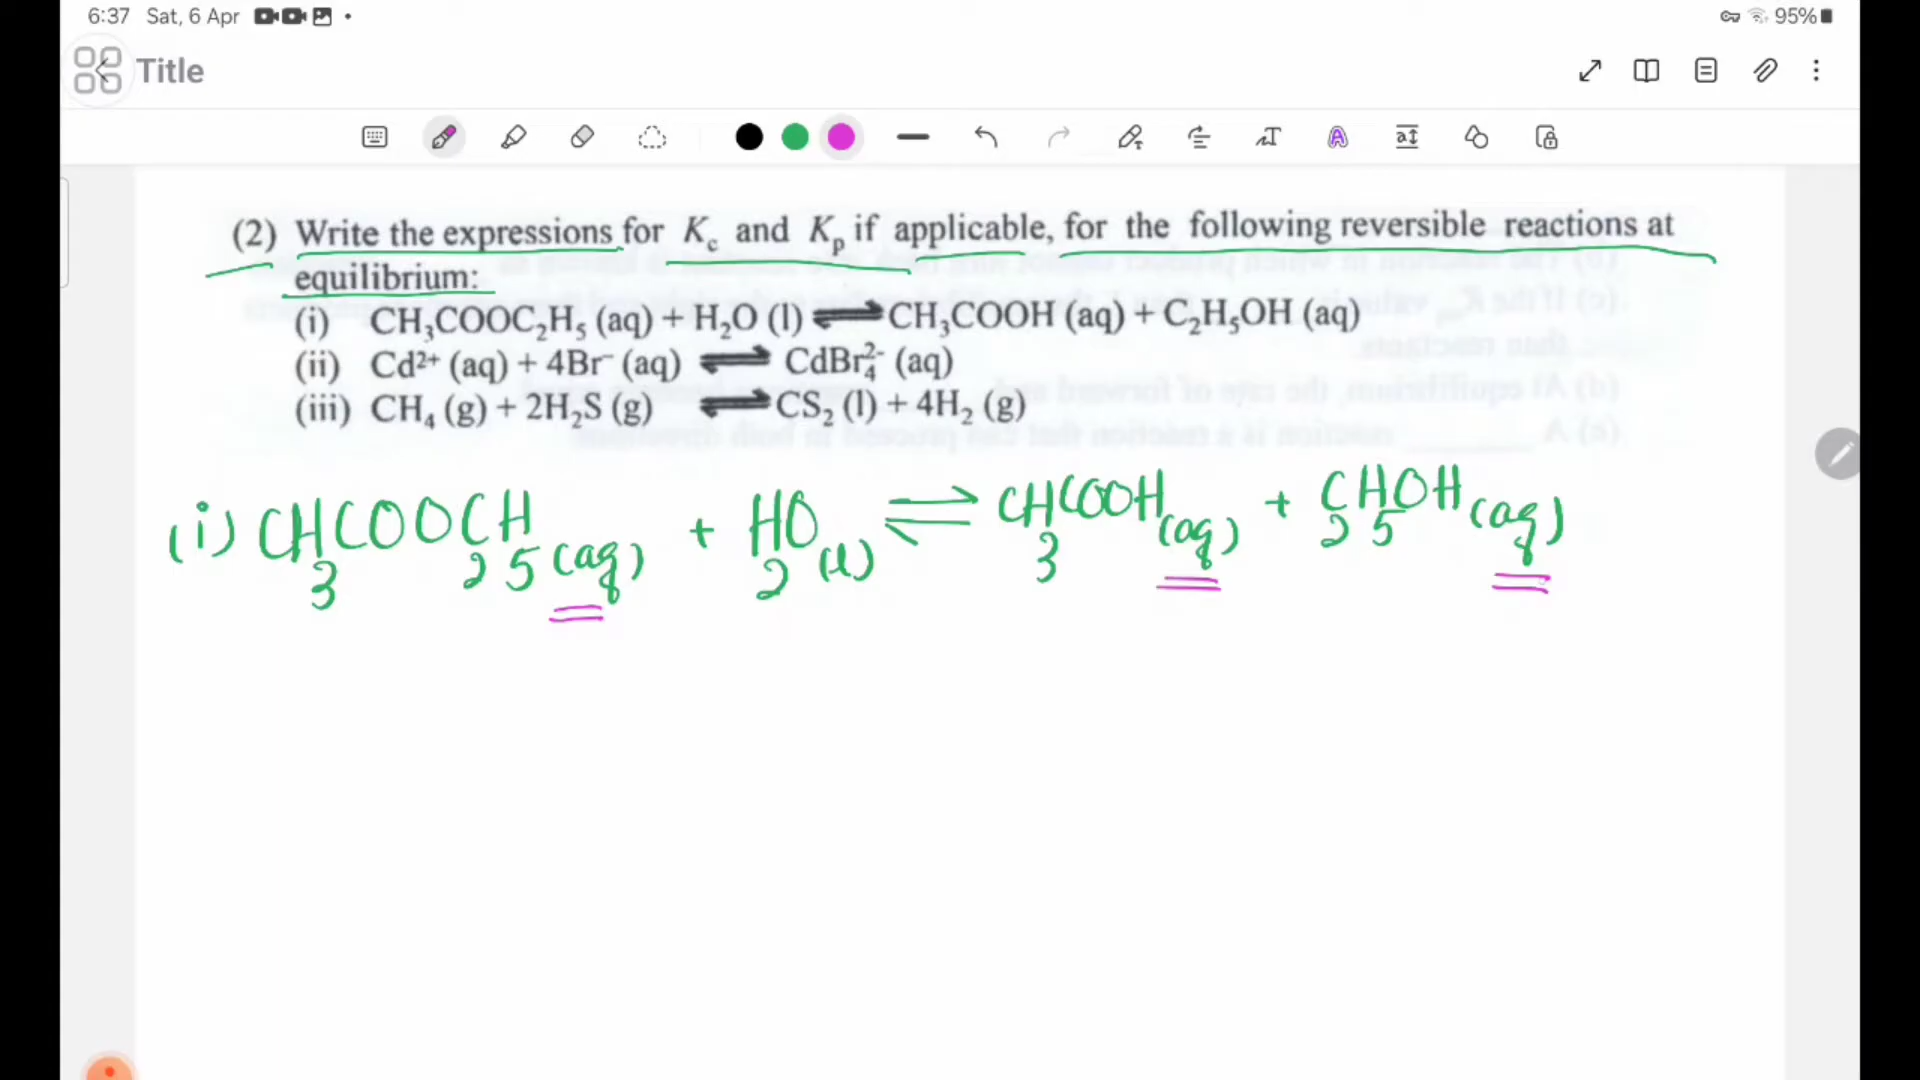 6:37 Sat, 6 Apr
95%
Title
(2) Write the expressions for K_c and K_p if applicable, for the following reversible reactions at
equilibrium:
(i) CH₃COOC₂H₅ (aq) + H₂O (l) ⇌ CH₃COOH (aq) + C₂H₅OH (aq)
(ii) Cd²⁺ (aq) + 4Br⁻ (aq) ⇌ CdBr₄²⁻ (aq)
(iii) CH₄ (g) + 2H₂S (g) ⇌ CS₂ (l) + 4H₂ (g)
(i) CH₃COOC₂H₅ (aq) + H₂O (l) ⇌ CH₃COOH (aq) + C₂H₅OH (aq)